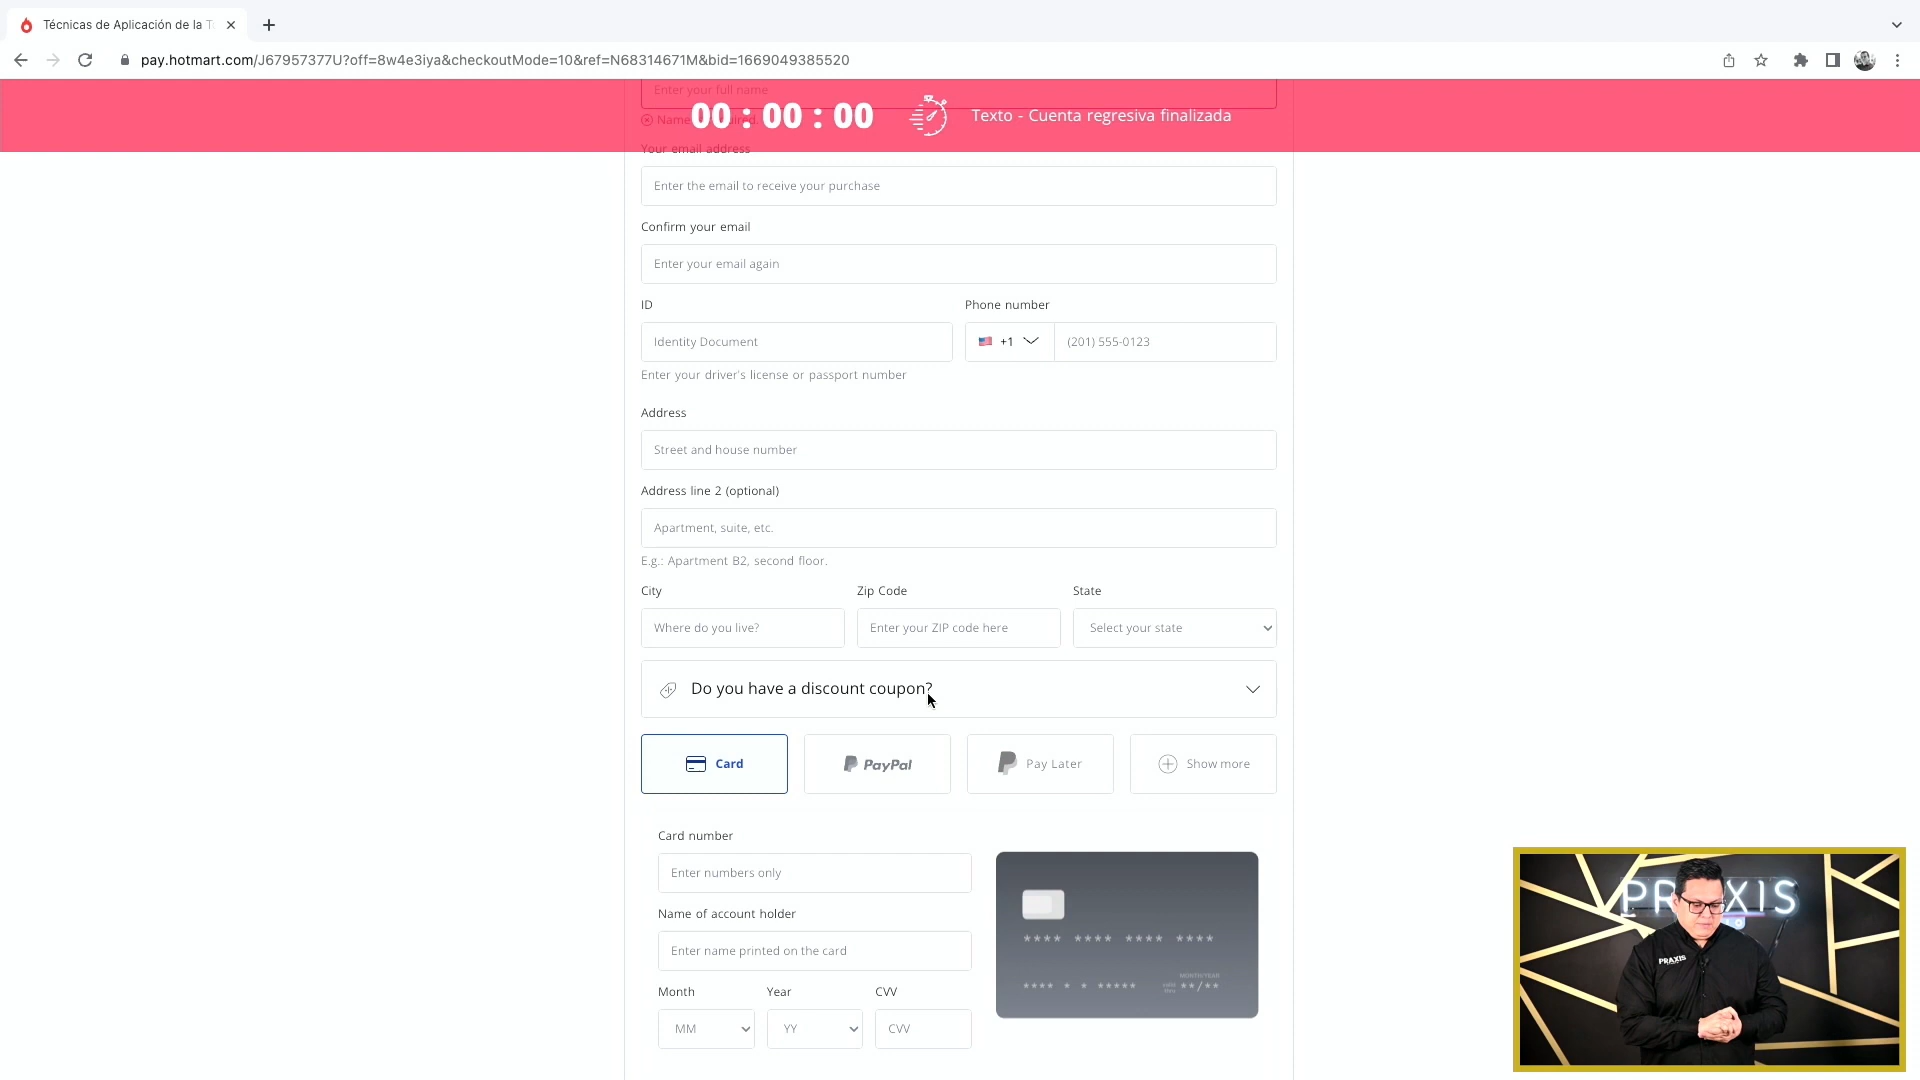 Técnicas de Aplicación de la T
pay.hotmart.com/J67957377U?off=8w4e3iya&checkoutMode=10&ref=N68314671M&bid=1669049385520
Enter your full name
00 : 00 : 00
Texto - Cuenta regresiva finalizada
Your email address
Enter the email to receive your purchase
Confirm your email
Enter your email again
ID Phone number
Identity Document +1 (201) 555-0123
Enter your driver's license or passport number
Address
Street and house number
Address line 2 (optional)
Apartment, suite, etc.
E.g.: Apartment B2, second floor.
City Zip Code State
Where do you live? Enter your ZIP code here Select your state
Do you have a discount coupon?
Card PayPal Pay Later Show more
Card number
Enter numbers only
Name of account holder
Enter name printed on the card
Month Year CVV
MM YY CVV
**** **** **** ****
MONTH/YEAR
**** * * ***** **/**
PRAXIS
PRAXIS